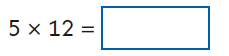 5 × 12 =